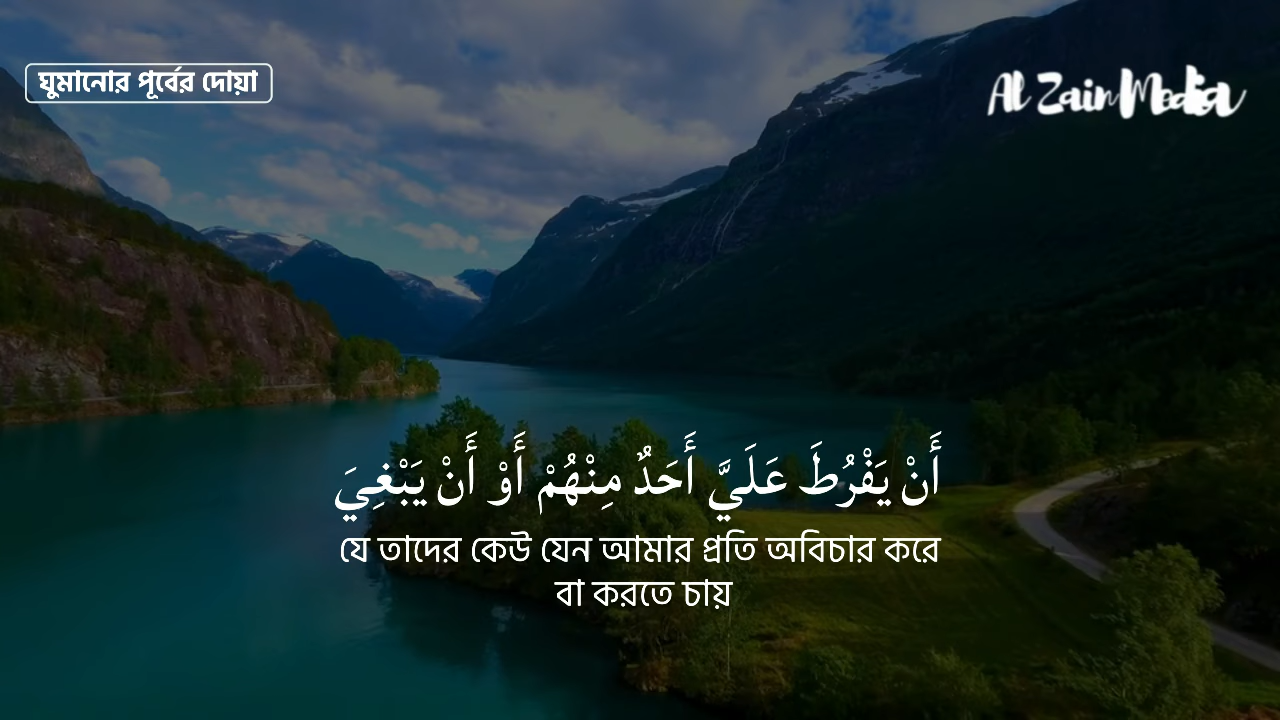 ঘুমানোর পূর্বের দোয়া
Al Zain Media
أَنْ يَفْرُطَ عَلَيَّ أَحَدٌ مِنْهُمْ أَوْ أَنْ يَبْغِيَ
যে তাদের কেউ যেন আমার প্রতি অবিচার করে
বা করতে চায়